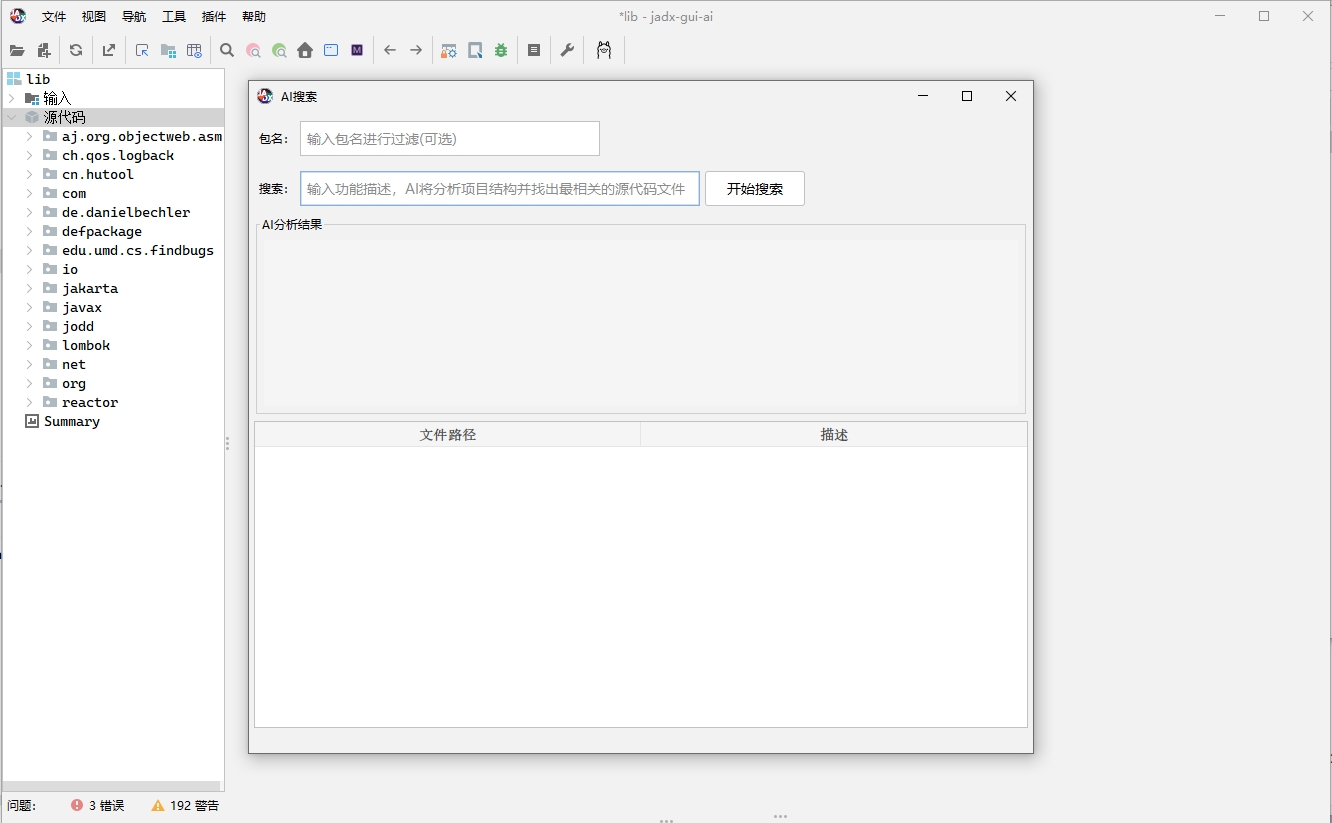 文件 视图 导航 工具 插件 帮助
*lib - jadx-gui-ai
lib
输入
源代码
aj.org.objectweb.asm
ch.qos.logback
cn.hutool
com
de.danielbechler
defpackage
edu.umd.cs.findbugs
io
jakarta
javax
jodd
lombok
net
org
reactor
Summary
AI搜索
包名: 输入包名进行过滤(可选)
搜索: 输入功能描述，AI将分析项目结构并找出最相关的源代码文件 开始搜索
AI分析结果
文件路径 描述
问题: 3 错误 192 警告